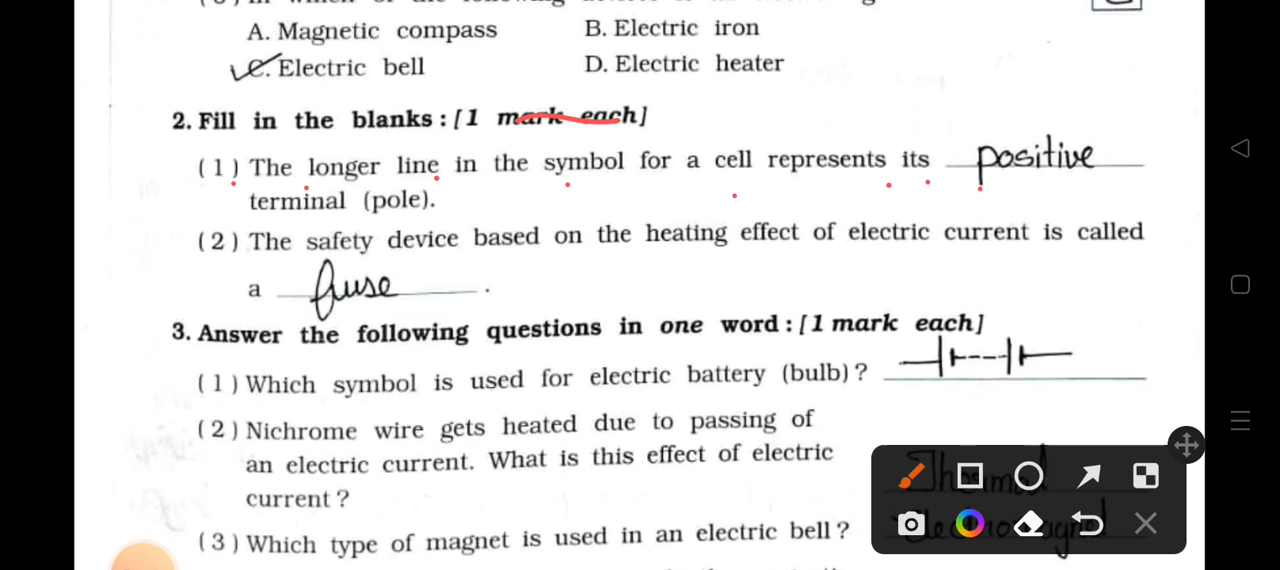 A. Magnetic compass B. Electric iron
C. Electric bell D. Electric heater
2. Fill in the blanks : [1 mark each]
(1) The longer line in the symbol for a cell represents its positive
terminal (pole).
(2) The safety device based on the heating effect of electric current is called
a fuse .
3. Answer the following questions in one word : [1 mark each]
(1) Which symbol is used for electric battery (bulb) ?
(2) Nichrome wire gets heated due to passing of
an electric current. What is this effect of electric
current ?
(3) Which type of magnet is used in an electric bell ?